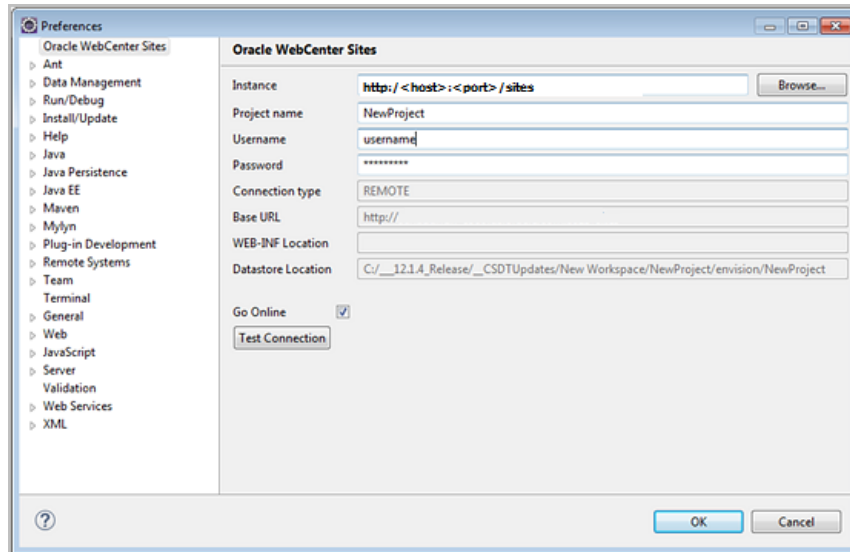 Preferences
Oracle WebCenter Sites
Ant
Data Management
Run/Debug
Install/Update
Help
Java
Java Persistence
Java EE
Maven
Mylyn
Plug-in Development
Remote Systems
Team
Terminal
General
Web
JavaScript
Server
Validation
Web Services
XML
Oracle WebCenter Sites
Instance http:/<host>:<port>/sites Browse...
Project name NewProject
Username username
Password *********
Connection type REMOTE
Base URL http://
WEB-INF Location
Datastore Location C:/__12.1.4_Release/__CSDTUpdates/New Workspace/NewProject/envision/NewProject
Go Online
Test Connection
? OK Cancel